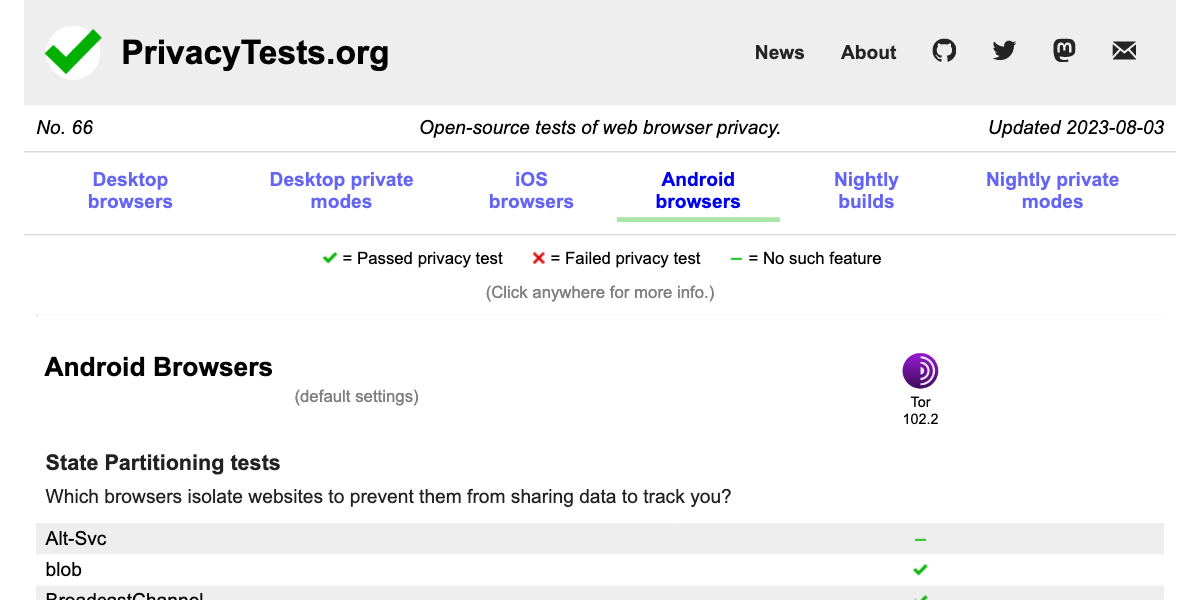 PrivacyTests.org
News About
No. 66 Open-source tests of web browser privacy. Updated 2023-08-03
Desktop browsers Desktop private modes iOS browsers Android browsers Nightly builds Nightly private modes
= Passed privacy test = Failed privacy test = No such feature
(Click anywhere for more info.)
Android Browsers
(default settings)
Tor
102.2
State Partitioning tests
Which browsers isolate websites to prevent them from sharing data to track you?
Alt-Svc
blob
BroadcastChannel